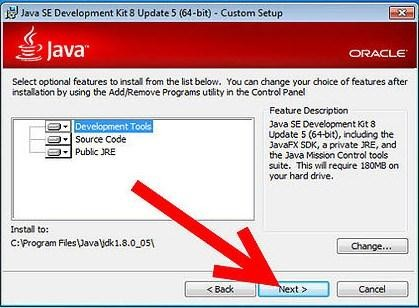 Java SE Development Kit 8 Update 5 (64-bit) - Custom Setup
Java
ORACLE
Select optional features to install from the list below. You can change your choice of features after
installation by using the Add/Remove Programs utility in the Control Panel
Development Tools
Source Code
Public JRE
Feature Description
Java SE Development Kit 8
Update 5 (64-bit), including the
JavaFX SDK, a private JRE, and
the Java Mission Control tools
suite. This will require 180MB on
your hard drive.
Install to:
C:\Program Files\Java\jdk1.8.0_05\
Change...
< Back
Next >
Cancel